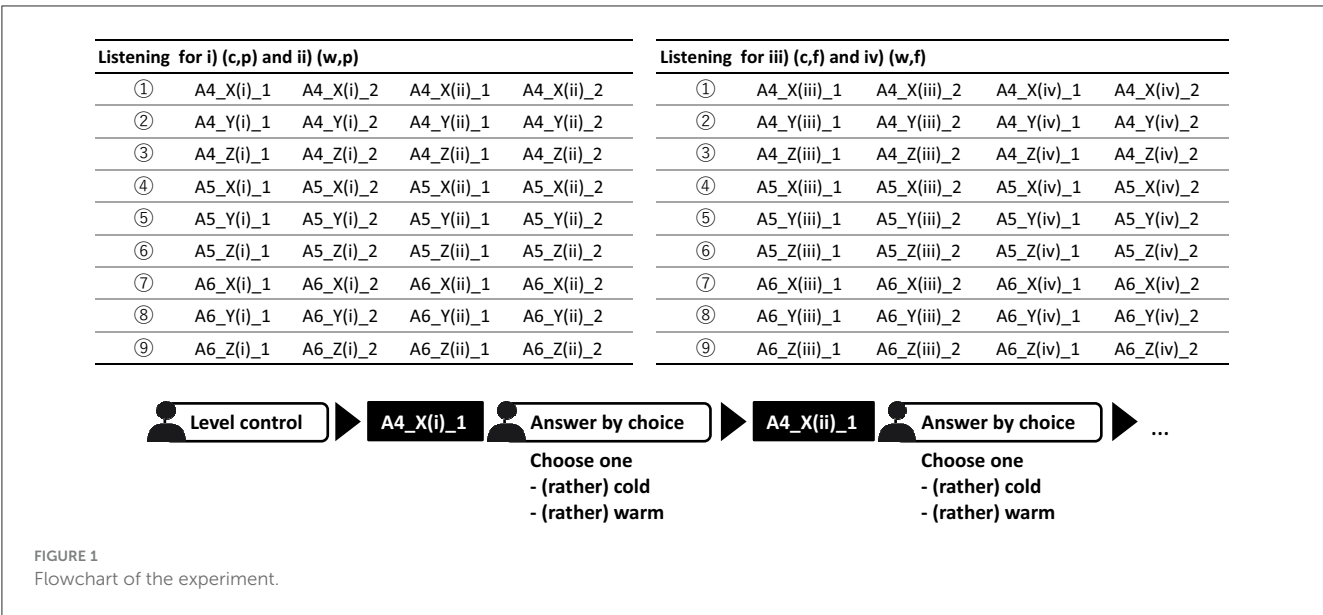 Listening for i) (c,p) and ii) (w,p)
① A4_X(i)_1 A4_X(i)_2 A4_X(ii)_1 A4_X(ii)_2
② A4_Y(i)_1 A4_Y(i)_2 A4_Y(ii)_1 A4_Y(ii)_2
③ A4_Z(i)_1 A4_Z(i)_2 A4_Z(ii)_1 A4_Z(ii)_2
④ A5_X(i)_1 A5_X(i)_2 A5_X(ii)_1 A5_X(ii)_2
⑤ A5_Y(i)_1 A5_Y(i)_2 A5_Y(ii)_1 A5_Y(ii)_2
⑥ A5_Z(i)_1 A5_Z(i)_2 A5_Z(ii)_1 A5_Z(ii)_2
⑦ A6_X(i)_1 A6_X(i)_2 A6_X(ii)_1 A6_X(ii)_2
⑧ A6_Y(i)_1 A6_Y(i)_2 A6_Y(ii)_1 A6_Y(ii)_2
⑨ A6_Z(i)_1 A6_Z(i)_2 A6_Z(ii)_1 A6_Z(ii)_2
Listening for iii) (c,f) and iv) (w,f)
① A4_X(iii)_1 A4_X(iii)_2 A4_X(iv)_1 A4_X(iv)_2
② A4_Y(iii)_1 A4_Y(iii)_2 A4_Y(iv)_1 A4_Y(iv)_2
③ A4_Z(iii)_1 A4_Z(iii)_2 A4_Z(iv)_1 A4_Z(iv)_2
④ A5_X(iii)_1 A5_X(iii)_2 A5_X(iv)_1 A5_X(iv)_2
⑤ A5_Y(iii)_1 A5_Y(iii)_2 A5_Y(iv)_1 A5_Y(iv)_2
⑥ A5_Z(iii)_1 A5_Z(iii)_2 A5_Z(iv)_1 A5_Z(iv)_2
⑦ A6_X(iii)_1 A6_X(iii)_2 A6_X(iv)_1 A6_X(iv)_2
⑧ A6_Y(iii)_1 A6_Y(iii)_2 A6_Y(iv)_1 A6_Y(iv)_2
⑨ A6_Z(iii)_1 A6_Z(iii)_2 A6_Z(iv)_1 A6_Z(iv)_2
Level control A4_X(i)_1 Answer by choice A4_X(ii)_1 Answer by choice ...
Choose one
- (rather) cold
- (rather) warm
Choose one
- (rather) cold
- (rather) warm
FIGURE 1
Flowchart of the experiment.